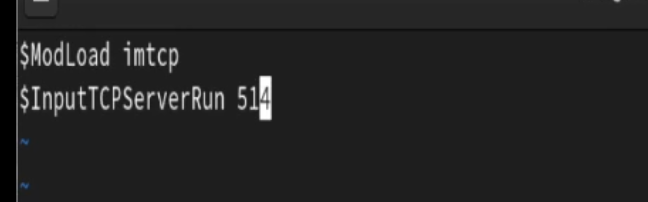 $ModLoad imtcp
$InputTCPServerRun 514
~
~